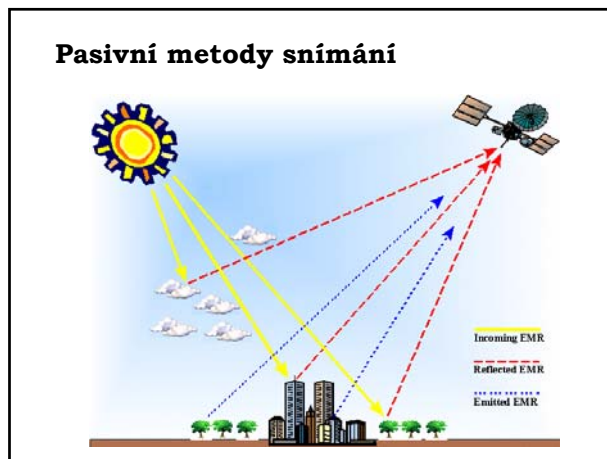 Pasivní metody snímání
Incoming EMR
Reflected EMR
Emitted EMR